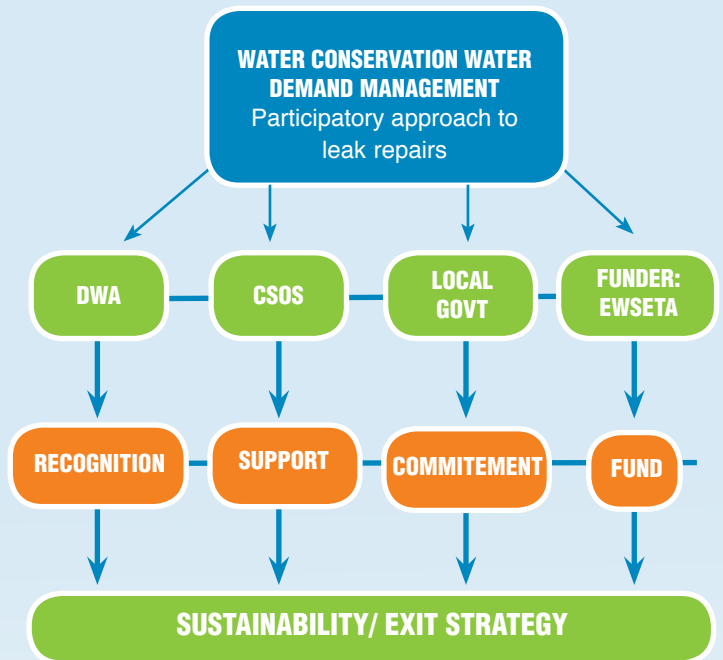 WATER CONSERVATION WATER
DEMAND MANAGEMENT
Participatory approach to
leak repairs
DWA
CSOS
LOCAL
GOVT
FUNDER:
EWSETA
RECOGNITION
SUPPORT
COMMITEMENT
FUND
SUSTAINABILITY/ EXIT STRATEGY